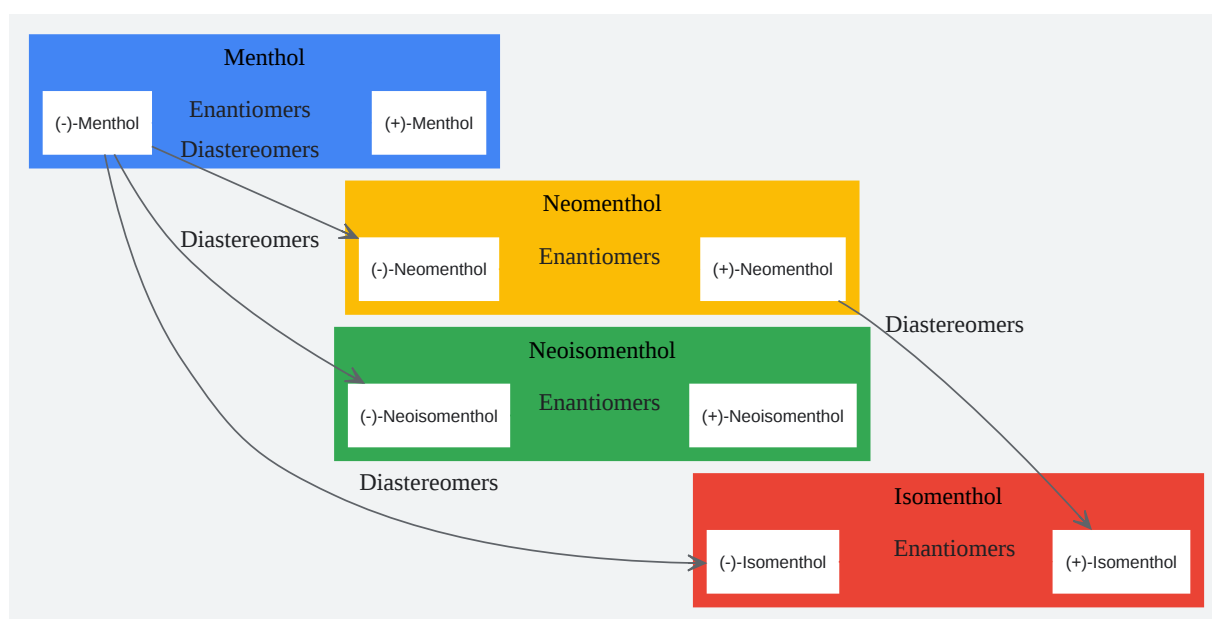 Menthol
(-)-Menthol
Enantiomers
(+)-Menthol
Diastereomers
Neomenthol
Diastereomers
(-)-Neomenthol
Enantiomers
(+)-Neomenthol
Diastereomers
Neoisomenthol
(-)-Neoisomenthol
Enantiomers
(+)-Neoisomenthol
Diastereomers
Isomenthol
(-)-Isomenthol
Enantiomers
(+)-Isomenthol